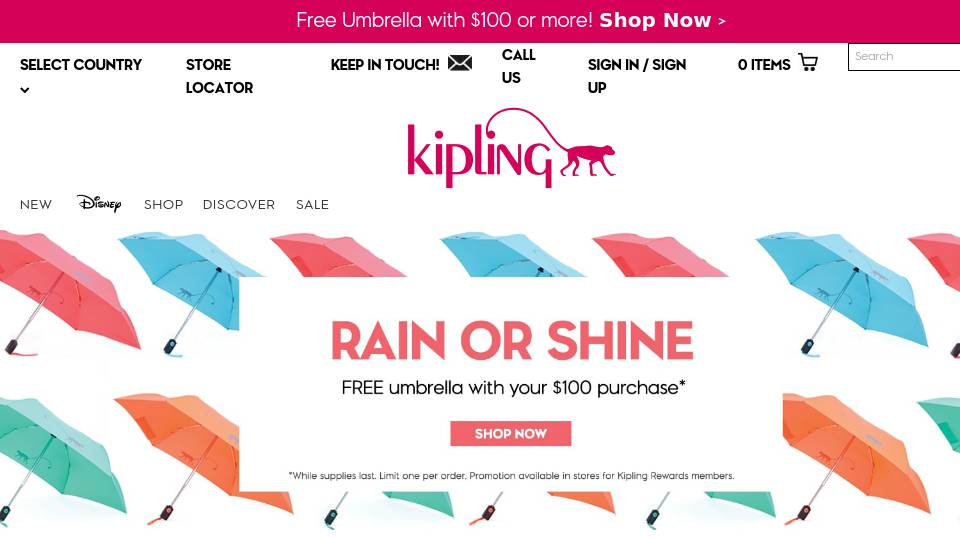 Free Umbrella with $100 or more! Shop Now >
SELECT COUNTRY
STORE LOCATOR
KEEP IN TOUCH!
CALL US
SIGN IN / SIGN UP
0 ITEMS
Search
kipling
NEW
Disney
SHOP
DISCOVER
SALE
RAIN OR SHINE
FREE umbrella with your $100 purchase*
SHOP NOW
*While supplies last. Limit one per order. Promotion available in stores for Kipling Rewards members.